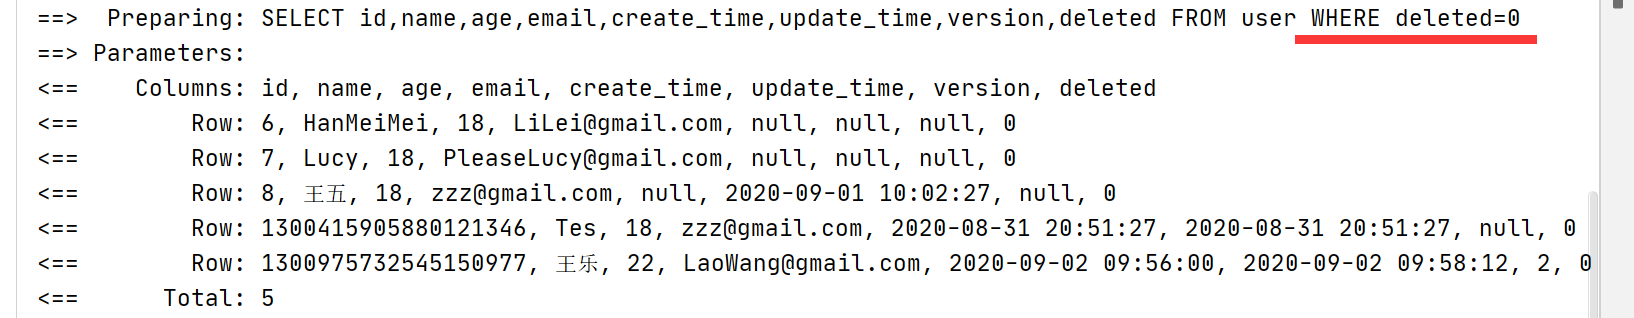 ==>  Preparing: SELECT id,name,age,email,create_time,update_time,version,deleted FROM user WHERE deleted=0
==> Parameters:
<==    Columns: id, name, age, email, create_time, update_time, version, deleted
<==        Row: 6, HanMeiMei, 18, LiLei@gmail.com, null, null, null, 0
<==        Row: 7, Lucy, 18, PleaseLucy@gmail.com, null, null, null, 0
<==        Row: 8, 王五, 18, zzz@gmail.com, null, 2020-09-01 10:02:27, null, 0
<==        Row: 1300415905880121346, Tes, 18, zzz@gmail.com, 2020-08-31 20:51:27, 2020-08-31 20:51:27, null, 0
<==        Row: 1300975732545150977, 王乐, 22, LaoWang@gmail.com, 2020-09-02 09:56:00, 2020-09-02 09:58:12, 2, 0
<==      Total: 5